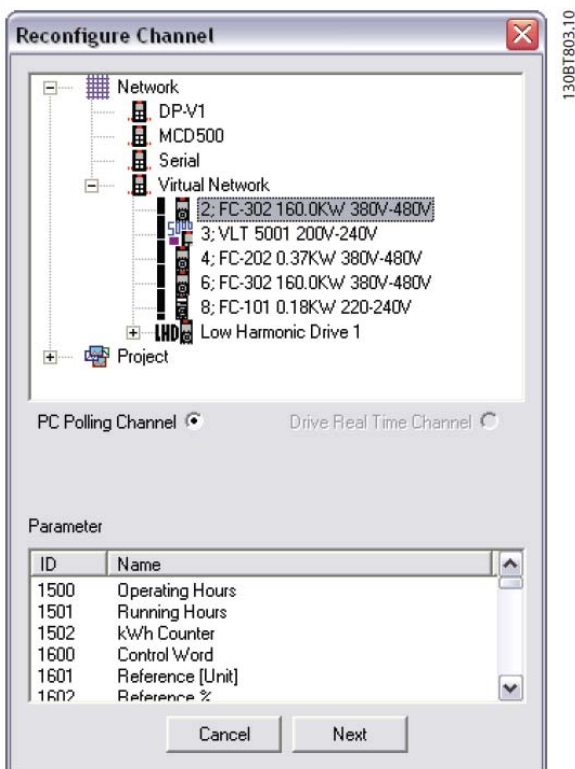 Reconfigure Channel
130BT803.10
Network
DP-V1
MCD500
Serial
Virtual Network
2; FC-302 160.0KW 380V-480V
3; VLT 5001 200V-240V
4; FC-202 0.37KW 380V-480V
6; FC-302 160.0KW 380V-480V
8; FC-101 0.18KW 220-240V
LHD Low Harmonic Drive 1
Project
PC Polling Channel Drive Real Time Channel
Parameter
ID Name
1500 Operating Hours
1501 Running Hours
1502 kWh Counter
1600 Control Word
1601 Reference [Unit]
1602 Reference %
Cancel Next